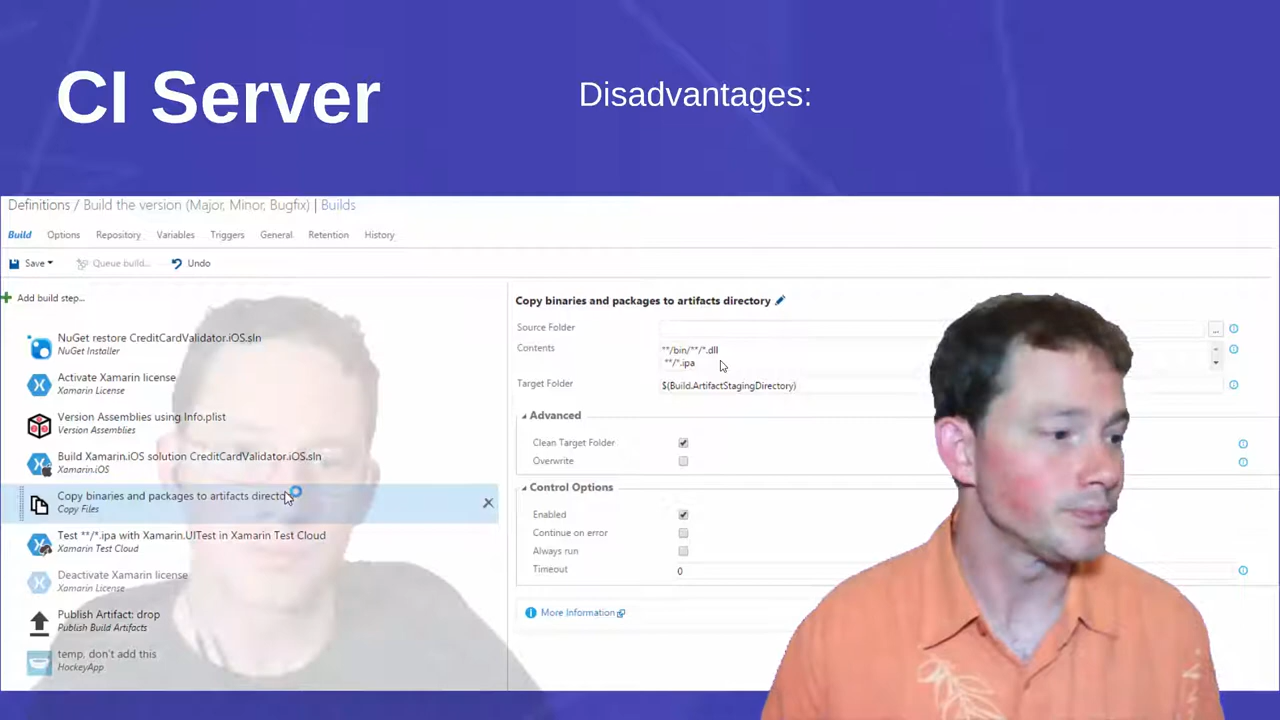 CI Server
Disadvantages:
Definitions / Build the version (Major, Minor, Bugfix) | Builds
Build Options Repository Variables Triggers General Retention History
Save Queue build... Undo
Add build step...
NuGet restore CreditCardValidator.iOS.sln
NuGet Installer
Activate Xamarin license
Xamarin License
Version Assemblies using Info.plist
Version Assemblies
Build Xamarin.iOS solution CreditCardValidator.iOS.sln
Xamarin.iOS
Copy binaries and packages to artifacts directo
Copy Files
Test **/*.ipa with Xamarin.UITest in Xamarin Test Cloud
Xamarin Test Cloud
Deactivate Xamarin license
Xamarin License
Publish Artifact: drop
Publish Build Artifacts
temp, don't add this
HockeyApp
Copy binaries and packages to artifacts directory
Source Folder ...
Contents **/bin/**/*.dll
**/*.ipa
Target Folder $(Build.ArtifactStagingDirectory)
Advanced
Clean Target Folder
Overwrite
Control Options
Enabled
Continue on error
Always run
Timeout 0
More Information